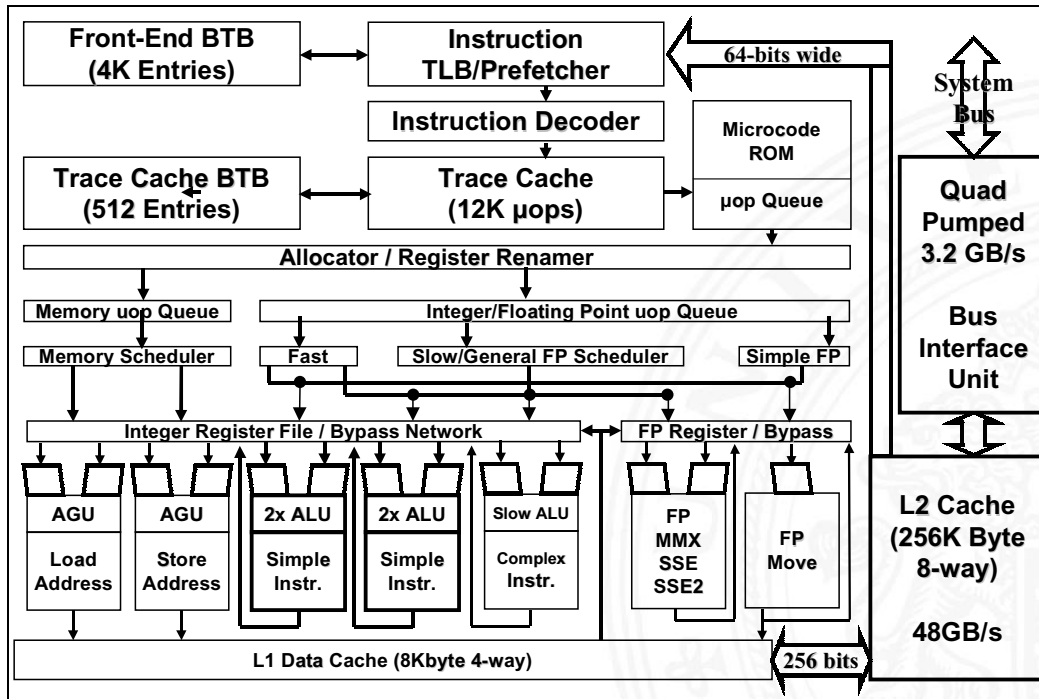 Front-End BTB
(4K Entries)
Instruction
TLB/Prefetcher
64-bits wide
System
Bus
Instruction Decoder
Microcode
ROM
µop Queue
Trace Cache BTB
(512 Entries)
Trace Cache
(12K µops)
Quad
Pumped
3.2 GB/s
Bus
Interface
Unit
Allocator / Register Renamer
Memory uop Queue
Integer/Floating Point uop Queue
Memory Scheduler
Fast
Slow/General FP Scheduler
Simple FP
Integer Register File / Bypass Network
FP Register / Bypass
AGU
Load
Address
AGU
Store
Address
2x ALU
Simple
Instr.
2x ALU
Simple
Instr.
Slow ALU
Complex
Instr.
FP
MMX
SSE
SSE2
FP
Move
L2 Cache
(256K Byte
8-way)
48GB/s
L1 Data Cache (8Kbyte 4-way)
256 bits